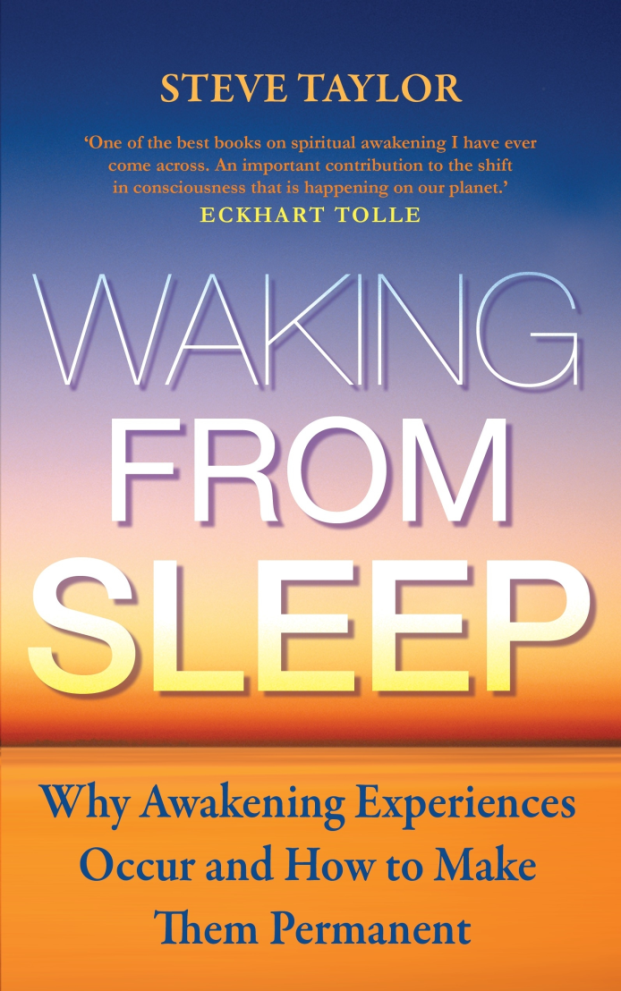 STEVE TAYLOR
‘One of the best books on spiritual awakening I have ever
come across. An important contribution to the shift
in consciousness that is happening on our planet.’
ECKHART TOLLE
WAKING
FROM
SLEEP
Why Awakening Experiences
Occur and How to Make
Them Permanent